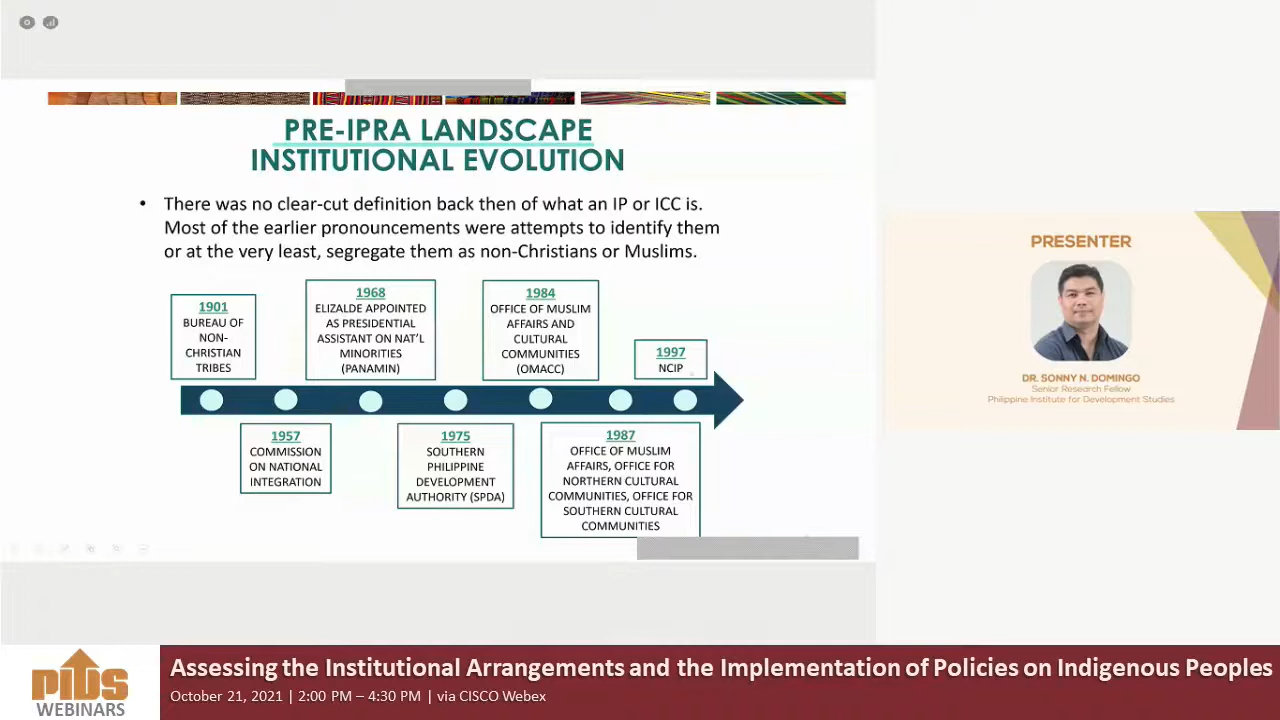 PRE-IPRA LANDSCAPE
INSTITUTIONAL EVOLUTION
• There was no clear-cut definition back then of what an IP or ICC is.
Most of the earlier pronouncements were attempts to identify them
or at the very least, segregate them as non-Christians or Muslims.
1901
BUREAU OF
NON-
CHRISTIAN
TRIBES
1968
ELIZALDE APPOINTED
AS PRESIDENTIAL
ASSISTANT ON NAT'L
MINORITIES
(PANAMIN)
1984
OFFICE OF MUSLIM
AFFAIRS AND
CULTURAL
COMMUNITIES
(OMACC)
1997
NCIP
1957
COMMISSION
ON NATIONAL
INTEGRATION
1975
SOUTHERN
PHILIPPINE
DEVELOPMENT
AUTHORITY (SPDA)
1987
OFFICE OF MUSLIM
AFFAIRS, OFFICE FOR
NORTHERN CULTURAL
COMMUNITIES, OFFICE FOR
SOUTHERN CULTURAL
COMMUNITIES
PRESENTER
DR. SONNY N. DOMINGO
Senior Research Fellow
Philippine Institute for Development Studies
PIDS
WEBINARS
Assessing the Institutional Arrangements and the Implementation of Policies on Indigenous Peoples
October 21, 2021 | 2:00 PM – 4:30 PM | via CISCO Webex